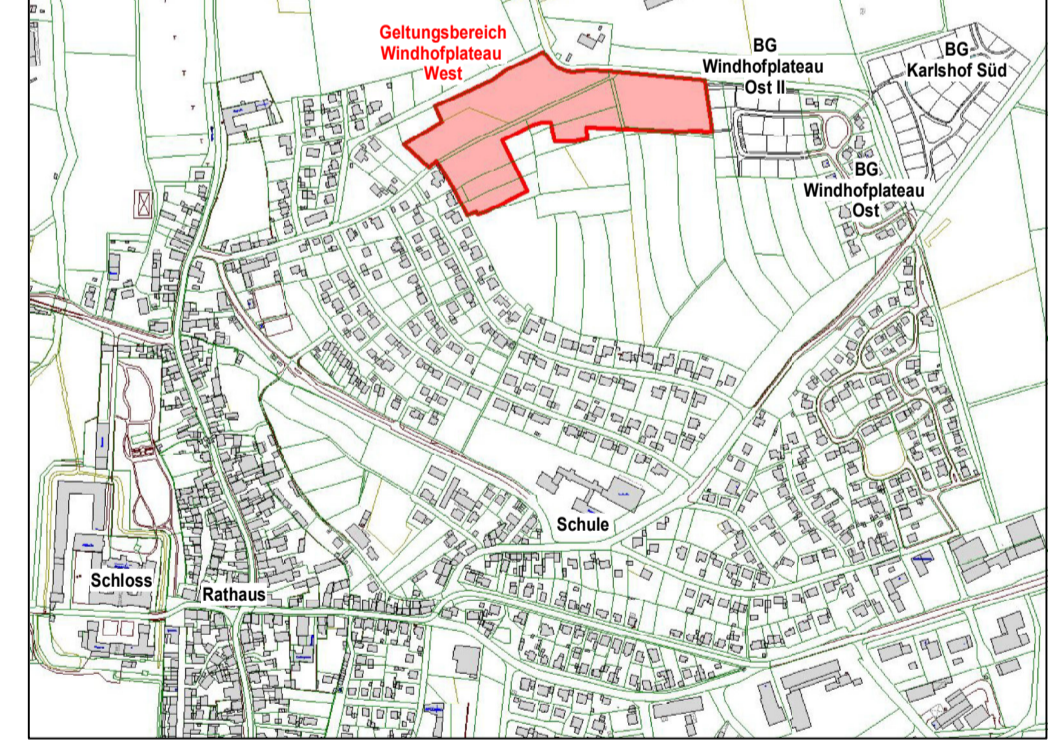 Geltungsbereich
Windhofplateau
West
BG
Windhofplateau
Ost II
BG
Karlshof Süd
BG
Windhofplateau
Ost
Schule
Schloss
Rathaus